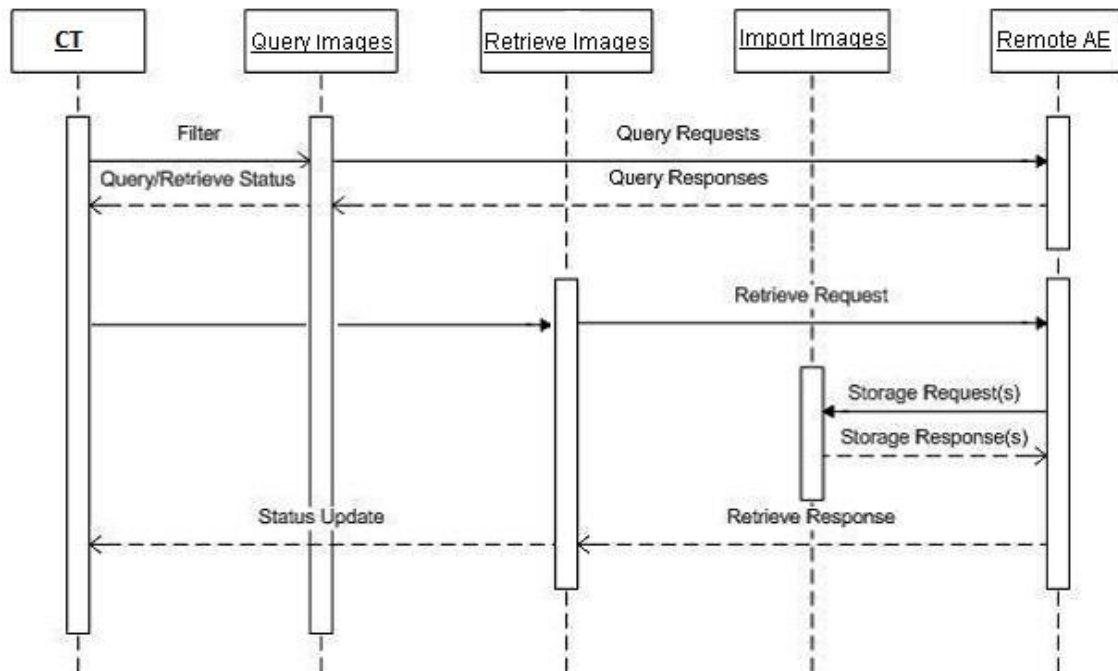 CT
Query Images
Retrieve Images
Import Images
Remote AE
Filter
Query Requests
Query/Retrieve Status
Query Responses
Retrieve Request
Storage Request(s)
Storage Response(s)
Status Update
Retrieve Response